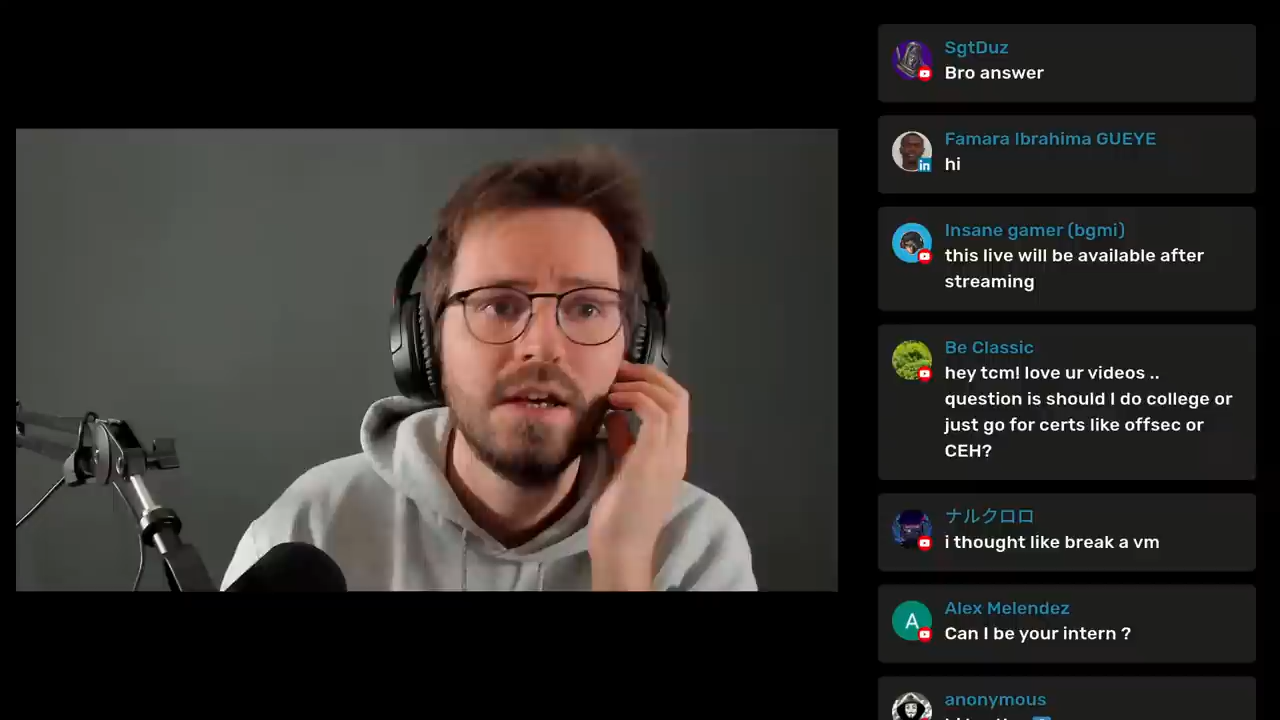 SgtDuz
Bro answer
Famara Ibrahima GUEYE
hi
Insane gamer (bgmi)
this live will be available after
streaming
Be Classic
hey tcm! love ur videos ..
question is should I do college or
just go for certs like offsec or
CEH?
ナルクロロ
i thought like break a vm
A
Alex Melendez
Can I be your intern ?
anonymous